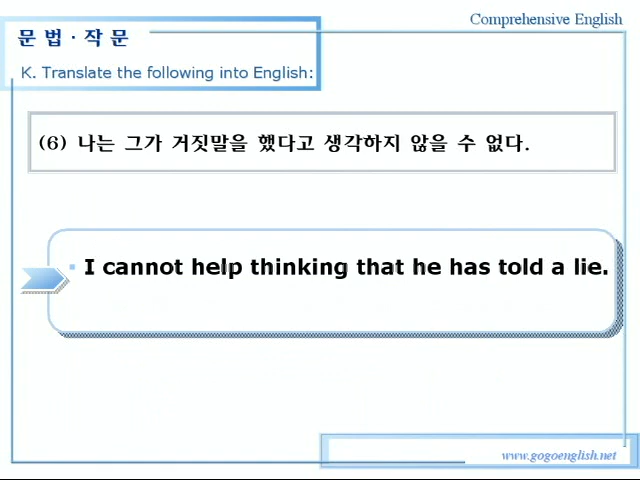 Comprehensive English
문 법 · 작 문
K. Translate the following into English:
(6) 나는 그가 거짓말을 했다고 생각하지 않을 수 없다.
I cannot help thinking that he has told a lie.
www.gogoenglish.net